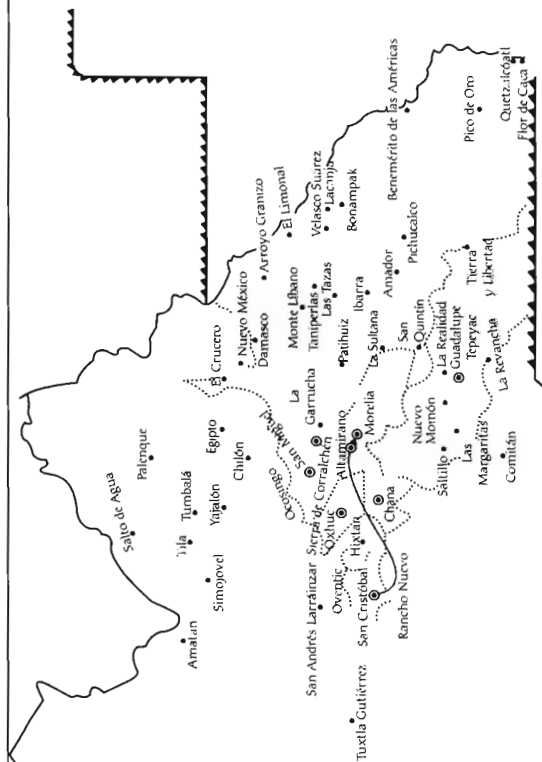 Salto de Agua
Palenque
Tila
Tumbalá
Yajalón
Simojovel
Amatan
Egipto
Chilón
El Crucero
Nuevo México
Damasco
Arroyo Granizo
El Limonal
Ocosingo
San Miguel
La
Garrucha
Monte Líbano
Taniperlas
Las Tazas
Velasco Suárez
Lacanja
Bonampak
San Andrés Larráinzar
Sierra de Corralchén
Oxhuc
Altamirano
Morelia
Patihuiz
Ibarra
La Sultana
Amador
Benemérito de las Américas
Pichucalco
Oventic
Hixtán
San Cristóbal
Chana
Rancho Nuevo
Tuxtla Gutiérrez
San
Quintín
Nuevo
Momón
La Realidad
Guadalupe
Tepeyac
Saltillo
Las
Margaritas
Comitán
La Revancha
Tierra
y Libertad
Pico de Oro
Quetzalcóatl
Flor de Caca